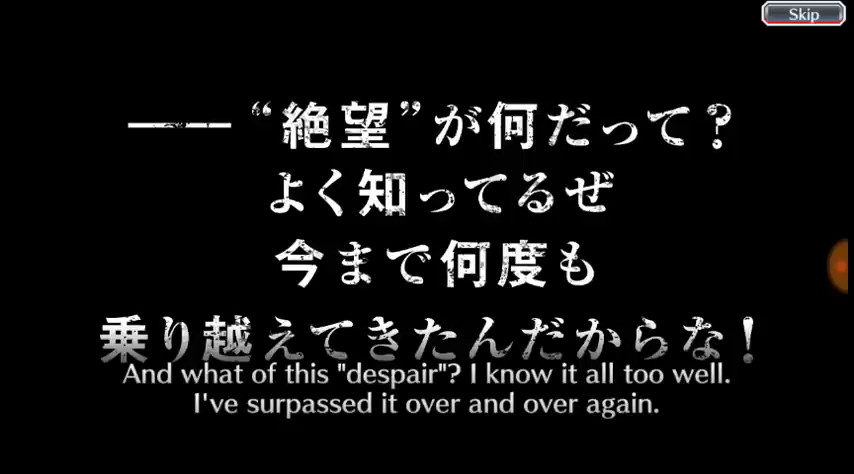 Skip
――“絶望”が何だって？
よく知ってるぜ
今まで何度も
乗り越えてきたんだからな！
And what of this "despair"? I know it all too well.
I've surpassed it over and over again.